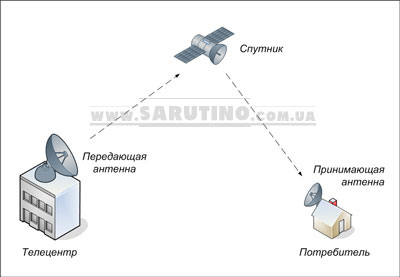 Спутник
www.SARUTINO.com.ua
Передающая
антенна
Принимающая
антенна
Телецентр
Потребитель